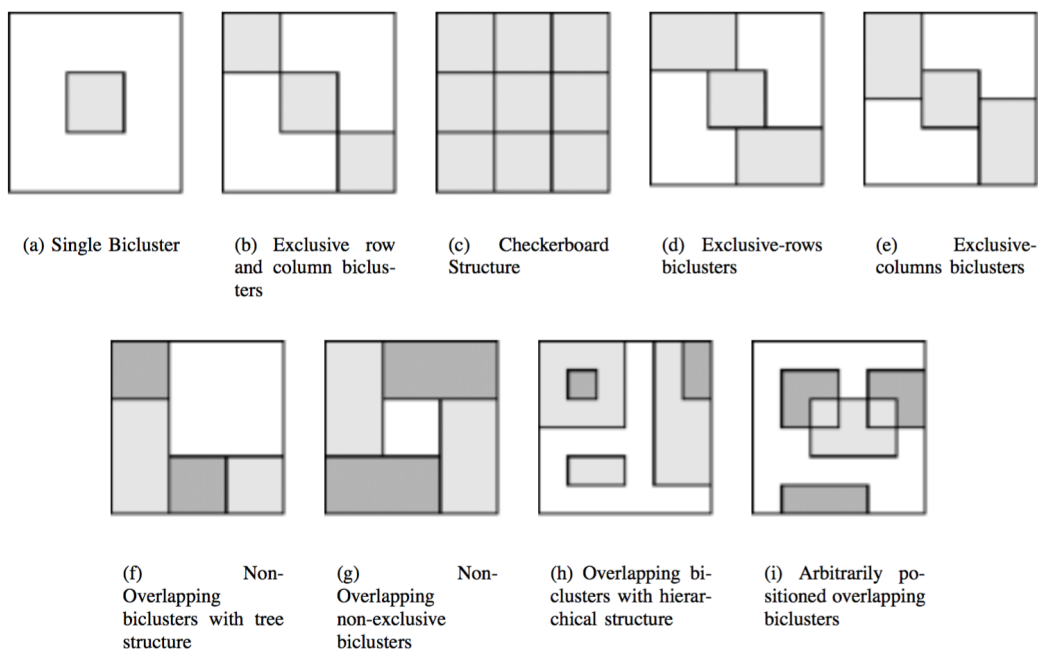 (a) Single Bicluster
(b) Exclusive row
and column biclus-
ters
(c) Checkerboard
Structure
(d) Exclusive-rows
biclusters
(e) Exclusive-
columns biclusters
(f) Non-
Overlapping
biclusters with tree
structure
(g) Non-
Overlapping
non-exclusive
biclusters
(h) Overlapping bi-
clusters with hierar-
chical structure
(i) Arbitrarily po-
sitioned overlapping
biclusters